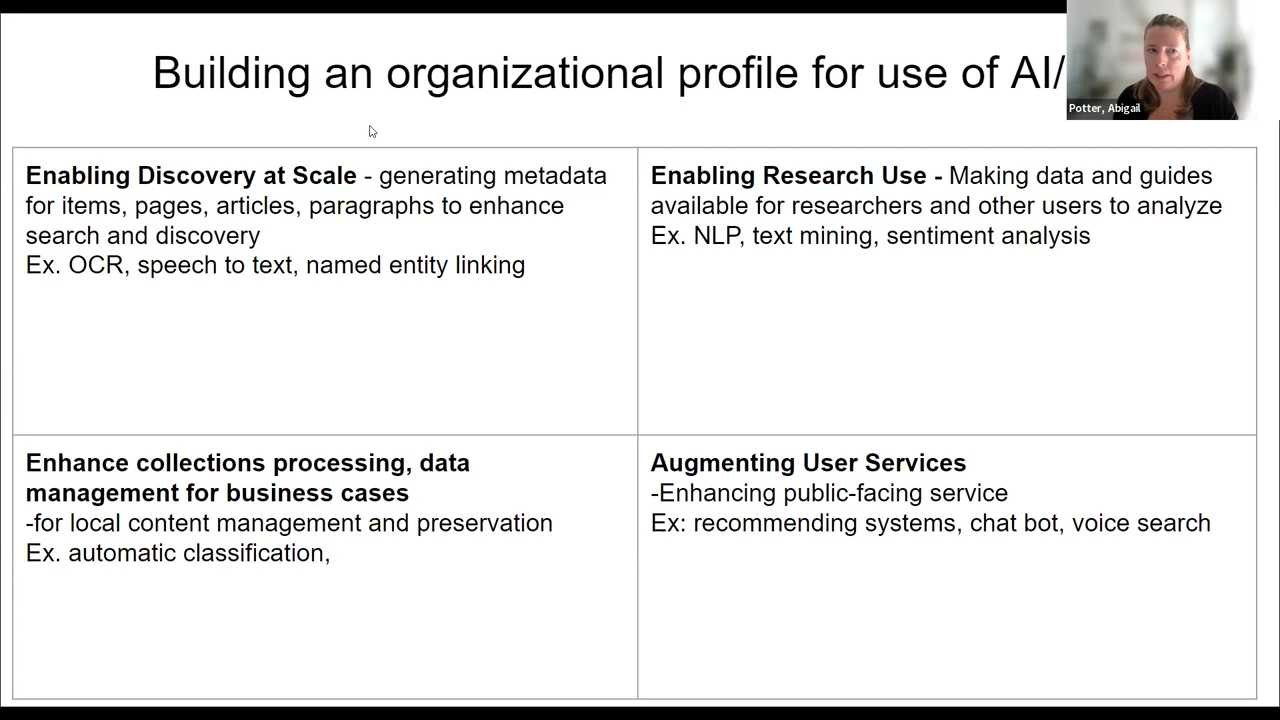 Building an organizational profile for use of AI/
Potter, Abigail
Enabling Discovery at Scale - generating metadata
for items, pages, articles, paragraphs to enhance
search and discovery
Ex. OCR, speech to text, named entity linking
Enabling Research Use - Making data and guides
available for researchers and other users to analyze
Ex. NLP, text mining, sentiment analysis
Enhance collections processing, data
management for business cases
-for local content management and preservation
Ex. automatic classification,
Augmenting User Services
-Enhancing public-facing service
Ex: recommending systems, chat bot, voice search